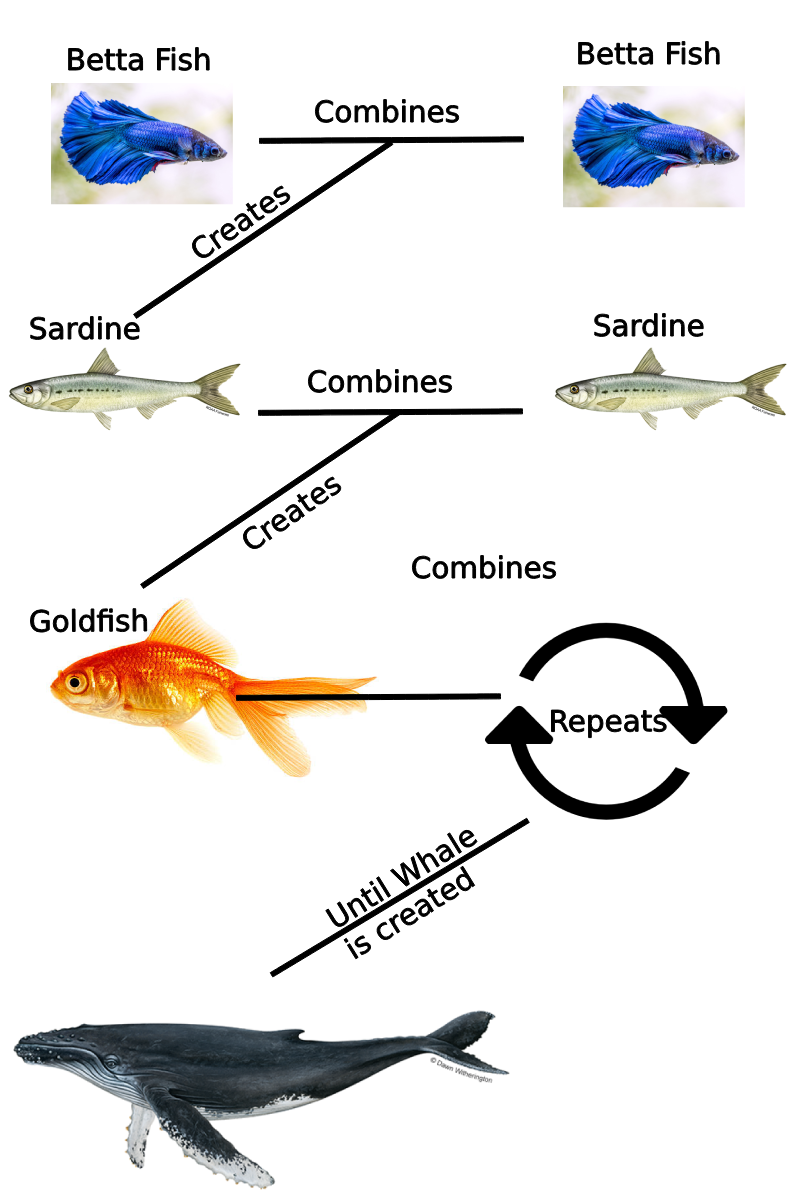 Betta Fish
Betta Fish
Combines
Creates
Sardine
Sardine
Combines
Creates
Combines
Goldfish
Repeats
Until Whale
is created
© Dawn Witherington